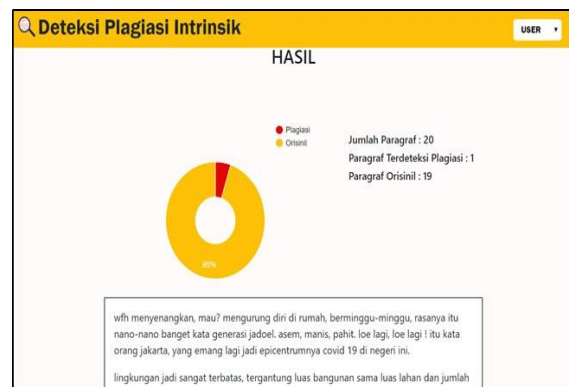 Deteksi Plagiasi Intrinsik
USER
HASIL
Plagiasi
Orisinil
Jumlah Paragraf : 20
Paragraf Terdeteksi Plagiasi : 1
Paragraf Orisinil : 19
wfh menyenangkan, mau? mengurung diri di rumah, berminggu-minggu, rasanya itu
nano-nano banget kata generasi jadoel. asem, manis, pahit. loe lagi, loe lagi ! itu kata
orang jakarta, yang emang lagi jadi epicentrumnya covid 19 di negeri ini.
lingkungan jadi sangat terbatas, tergantung luas bangunan sama luas lahan dan jumlah